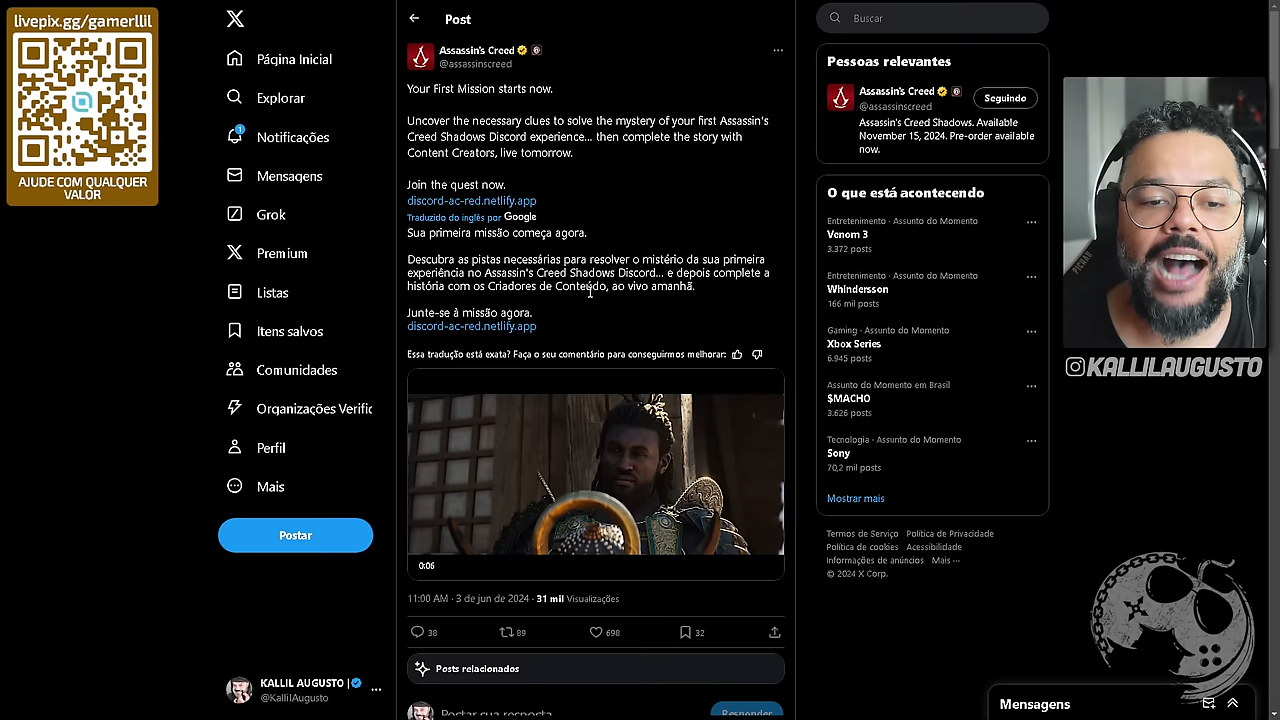 livepix.gg/gamerllil
AJUDE COM QUALQUER
VALOR
Página Inicial
Explorar
1
Notificações
Mensagens
Grok
Premium
Listas
Itens salvos
Comunidades
Organizações Verific
Perfil
Mais
Postar
KALLIL AUGUSTO |
@KallilAugusto
Post
Assassin's Creed
@assassinscreed
Your First Mission starts now.
Uncover the necessary clues to solve the mystery of your first Assassin's
Creed Shadows Discord experience... then complete the story with
Content Creators, live tomorrow.
Join the quest now.
discord-ac-red.netlify.app
Traduzido do inglês por Google
Sua primeira missão começa agora.
Descubra as pistas necessárias para resolver o mistério da sua primeira
experiência no Assassin's Creed Shadows Discord... e depois complete a
história com os Criadores de Conteúdo, ao vivo amanhã.
Junte-se à missão agora.
discord-ac-red.netlify.app
Essa tradução está exata? Faça o seu comentário para conseguirmos melhorar:
0:06
11:00 AM · 3 de jun de 2024 · 31 mil Visualizações
38
89
698
32
Posts relacionados
Postar sua resposta
Responder
Buscar
Pessoas relevantes
Assassin's Creed
@assassinscreed
Seguindo
Assassin's Creed Shadows. Available
November 15, 2024. Pre-order available
now.
O que está acontecendo
Entretenimento · Assunto do Momento
Venom 3
3.372 posts
Entretenimento · Assunto do Momento
Whindersson
166 mil posts
Gaming · Assunto do Momento
Xbox Series
6.945 posts
Assunto do Momento em Brasil
$MACHO
3.626 posts
Tecnologia · Assunto do Momento
Sony
70,2 mil posts
Mostrar mais
Termos de Serviço Política de Privacidade
Política de cookies Acessibilidade
Informações de anúncios Mais ···
© 2024 X Corp.
PICHAU
KALLILAUGUSTO
Mensagens